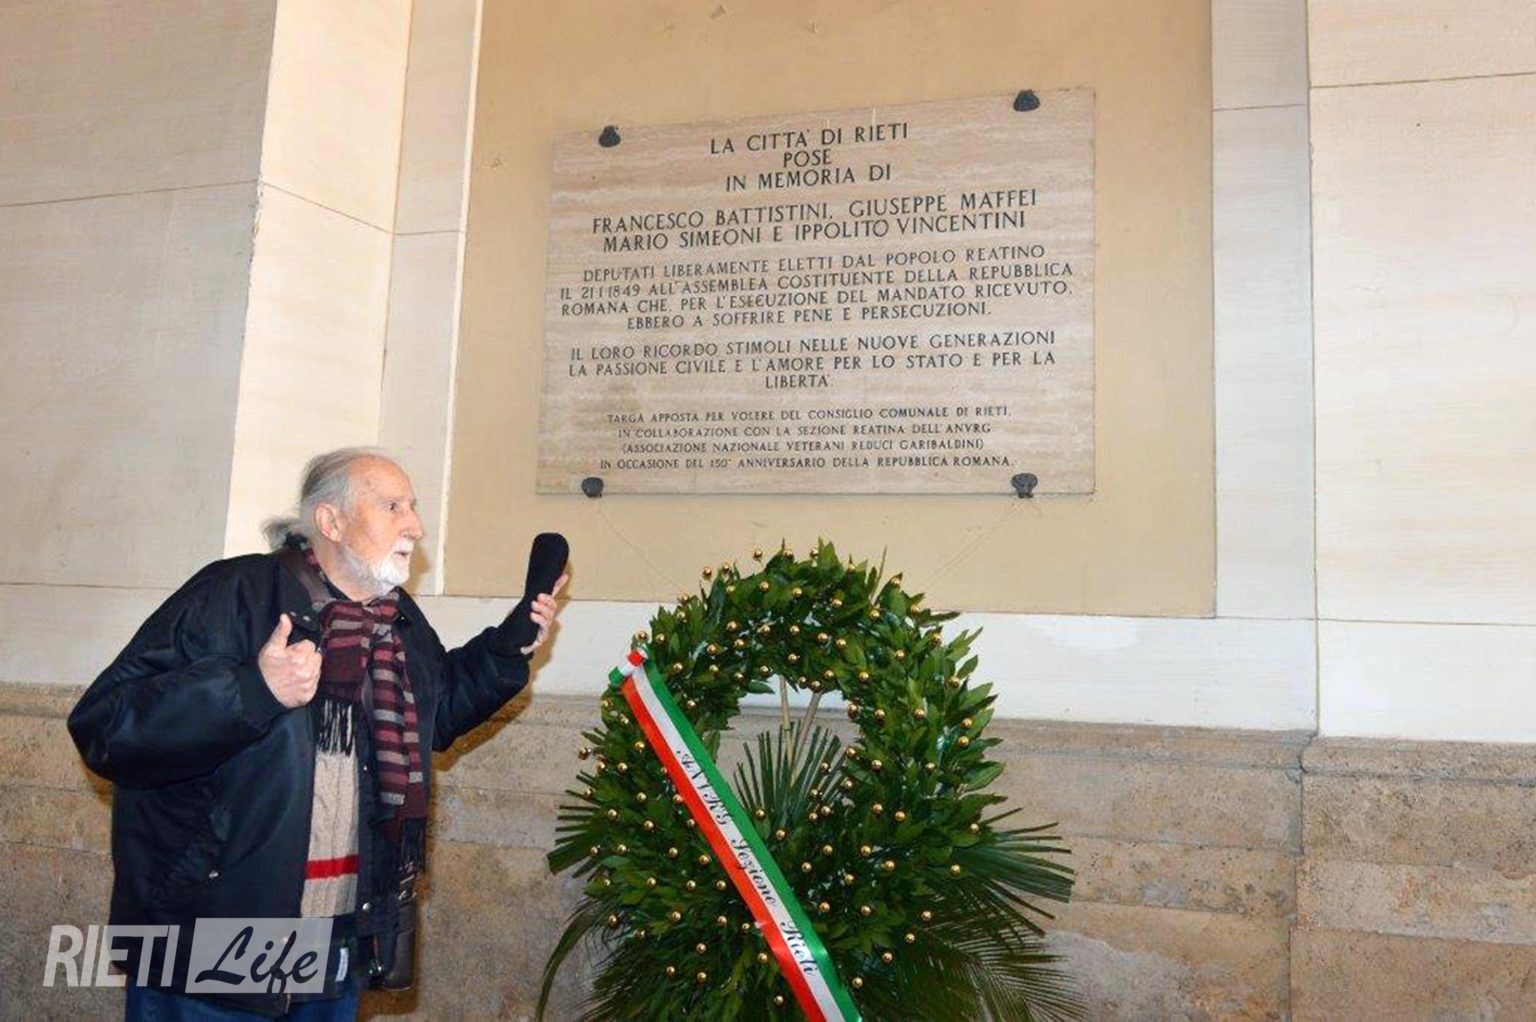 LA CITTA' DI RIETI
POSE
IN MEMORIA DI
FRANCESCO BATTISTINI, GIUSEPPE MAFFEI
MARIO SIMEONI E IPPOLITO VINCENTINI
DEPUTATI LIBERAMENTE ELETTI DAL POPOLO REATINO
IL 21·1·1849 ALL'ASSEMBLEA COSTITUENTE DELLA REPUBBLICA
ROMANA CHE, PER L'ESECUZIONE DEL MANDATO RICEVUTO,
EBBERO A SOFFRIRE PENE E PERSECUZIONI.
IL LORO RICORDO STIMOLI NELLE NUOVE GENERAZIONI
LA PASSIONE CIVILE E L'AMORE PER LO STATO E PER LA
LIBERTA'
TARGA APPOSTA PER VOLERE DEL CONSIGLIO COMUNALE DI RIETI,
IN COLLABORAZIONE CON LA SEZIONE REATINA DELL'ANVRG
(ASSOCIAZIONE NAZIONALE VETERANI REDUCI GARIBALDINI)
IN OCCASIONE DEL 150° ANNIVERSARIO DELLA REPUBBLICA ROMANA.
A.N.V.R.G. Sezione Rieti
RIETI Life